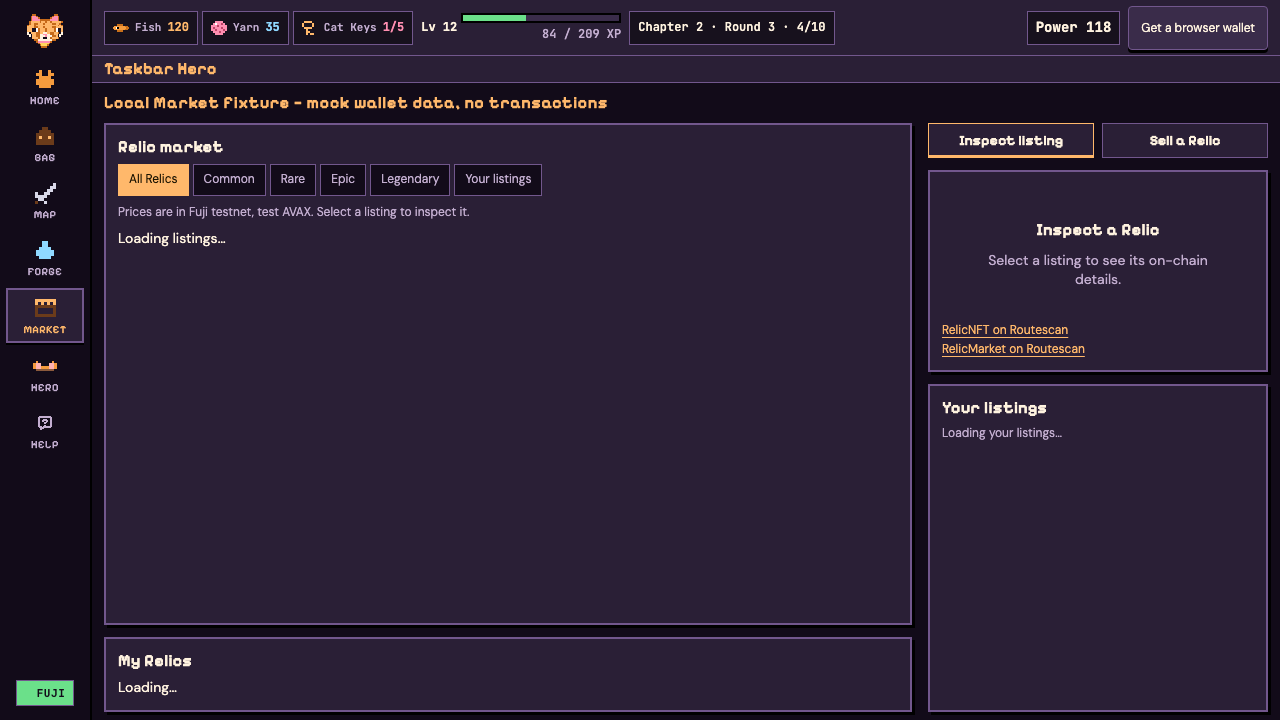 Fish 120
Yarn 35
Cat Keys 1/5
Lv 12
84 / 209 XP
Chapter 2 · Round 3 · 4/10
Power 118
Get a browser wallet
HOME
BAG
MAP
FORGE
MARKET
HERO
HELP
FUJI
Taskbar Hero
Local Market Fixture - mock wallet data, no transactions
Relic market
All Relics
Common
Rare
Epic
Legendary
Your listings
Prices are in Fuji testnet, test AVAX. Select a listing to inspect it.
Loading listings…
My Relics
Loading…
Inspect listing
Sell a Relic
Inspect a Relic
Select a listing to see its on-chain
details.
RelicNFT on Routescan
RelicMarket on Routescan
Your listings
Loading your listings…